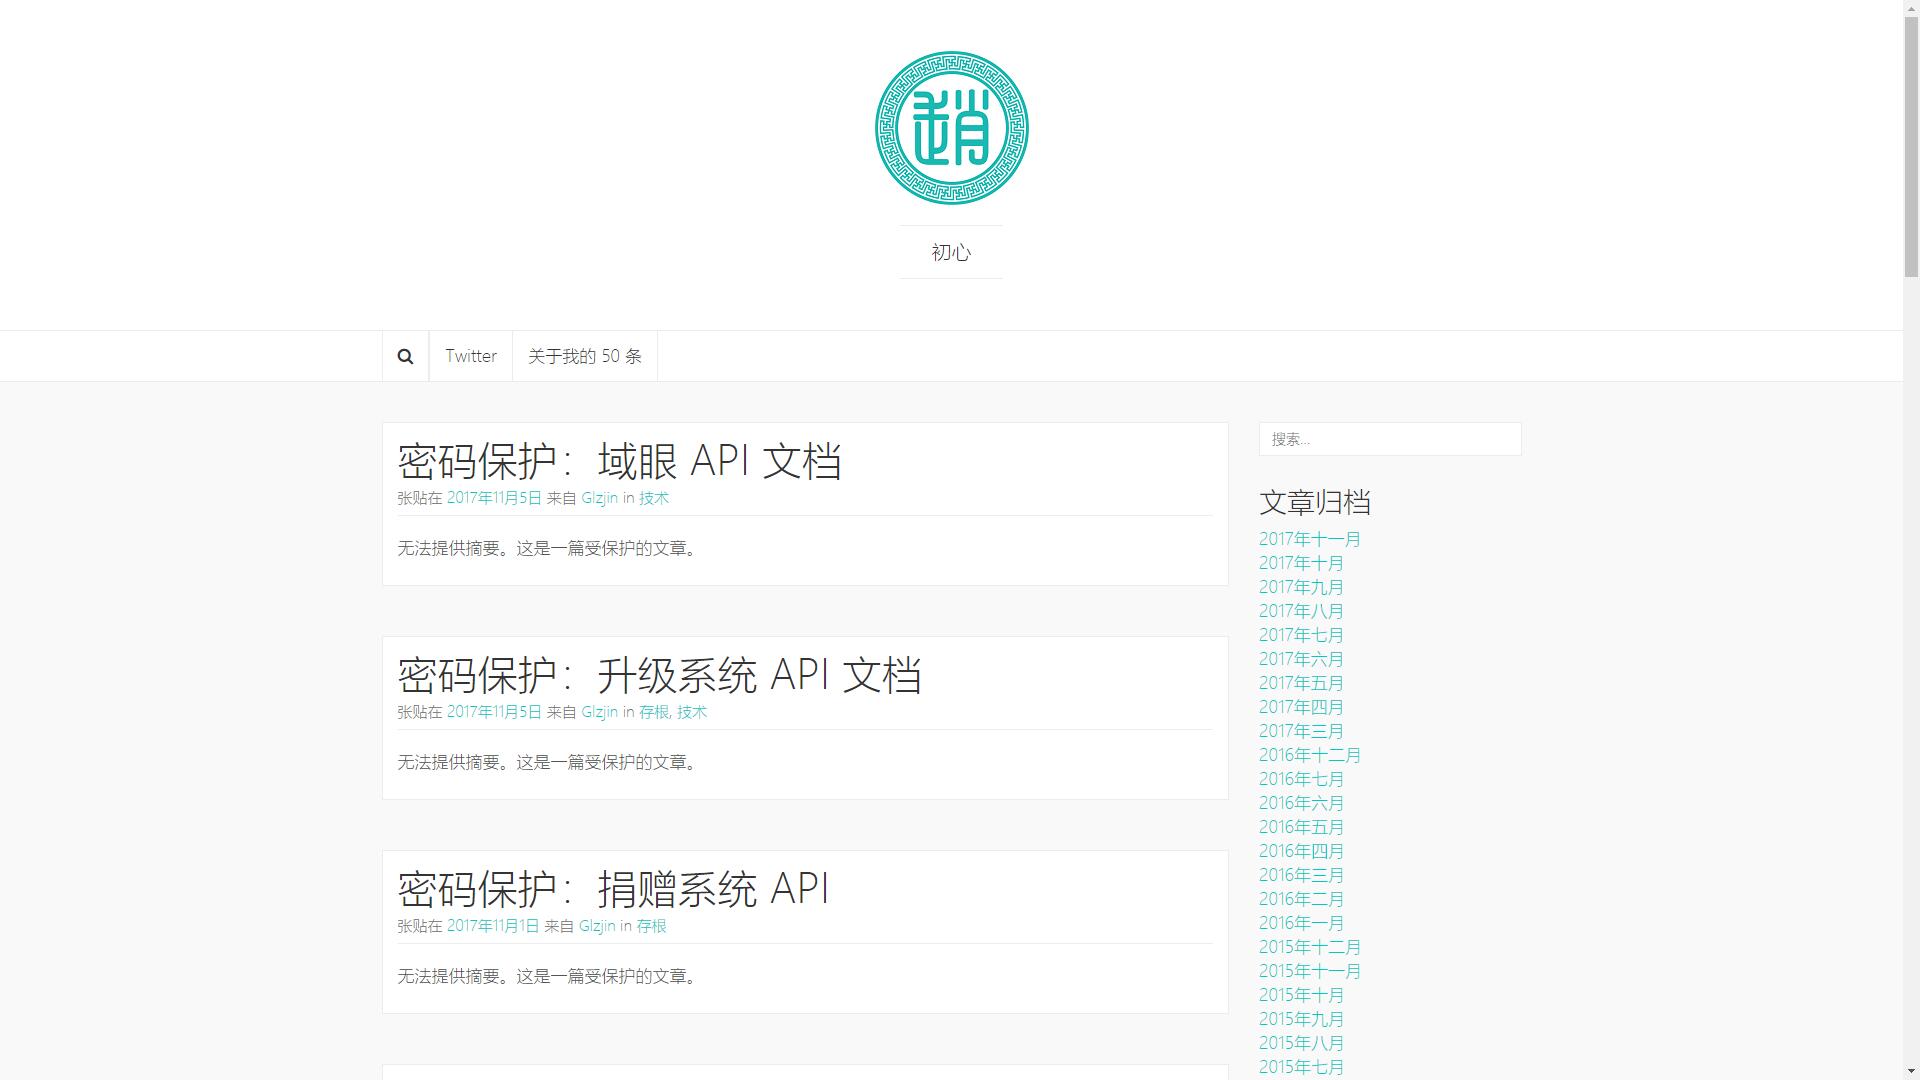 趙
初心
Twitter
关于我的 50 条
密码保护：域眼 API 文档
张贴在 2017年11月5日 来自 Glzjin in 技术
无法提供摘要。这是一篇受保护的文章。
密码保护：升级系统 API 文档
张贴在 2017年11月5日 来自 Glzjin in 存根, 技术
无法提供摘要。这是一篇受保护的文章。
密码保护：捐赠系统 API
张贴在 2017年11月1日 来自 Glzjin in 存根
无法提供摘要。这是一篇受保护的文章。
搜索...
文章归档
2017年十一月
2017年十月
2017年九月
2017年八月
2017年七月
2017年六月
2017年五月
2017年四月
2017年三月
2016年十二月
2016年七月
2016年六月
2016年五月
2016年四月
2016年三月
2016年二月
2016年一月
2015年十二月
2015年十一月
2015年十月
2015年九月
2015年八月
2015年七月